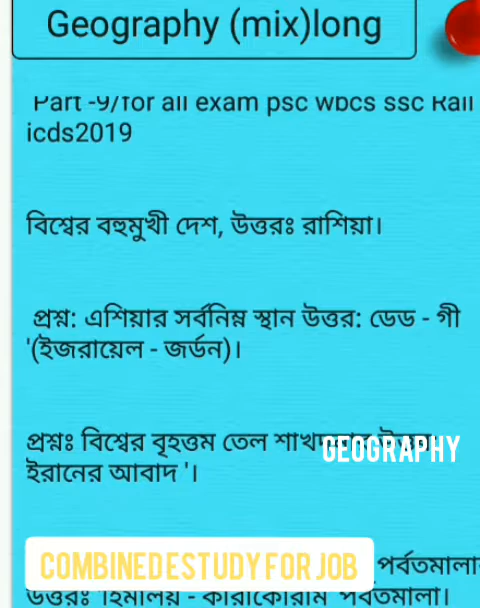 Geography (mix)long
Part -9/for all exam psc wbcs ssc Rail
icds2019
বিশ্বের বহুমুখী দেশ, উত্তরঃ রাশিয়া।
প্রশ্ন: এশিয়ার সর্বনিম্ন স্থান উত্তর: ডেড - গী
'(ইজরায়েল - জর্ডন)।
প্রশ্নঃ বিশ্বের বৃহত্তম তেল
GEOGRAPHY
ইরানের আবাদ '।
COMBINEDESTUDY FOR JOB
উত্তরঃ 'হিমালয় - কারাকোরাম পর্বতমালা।